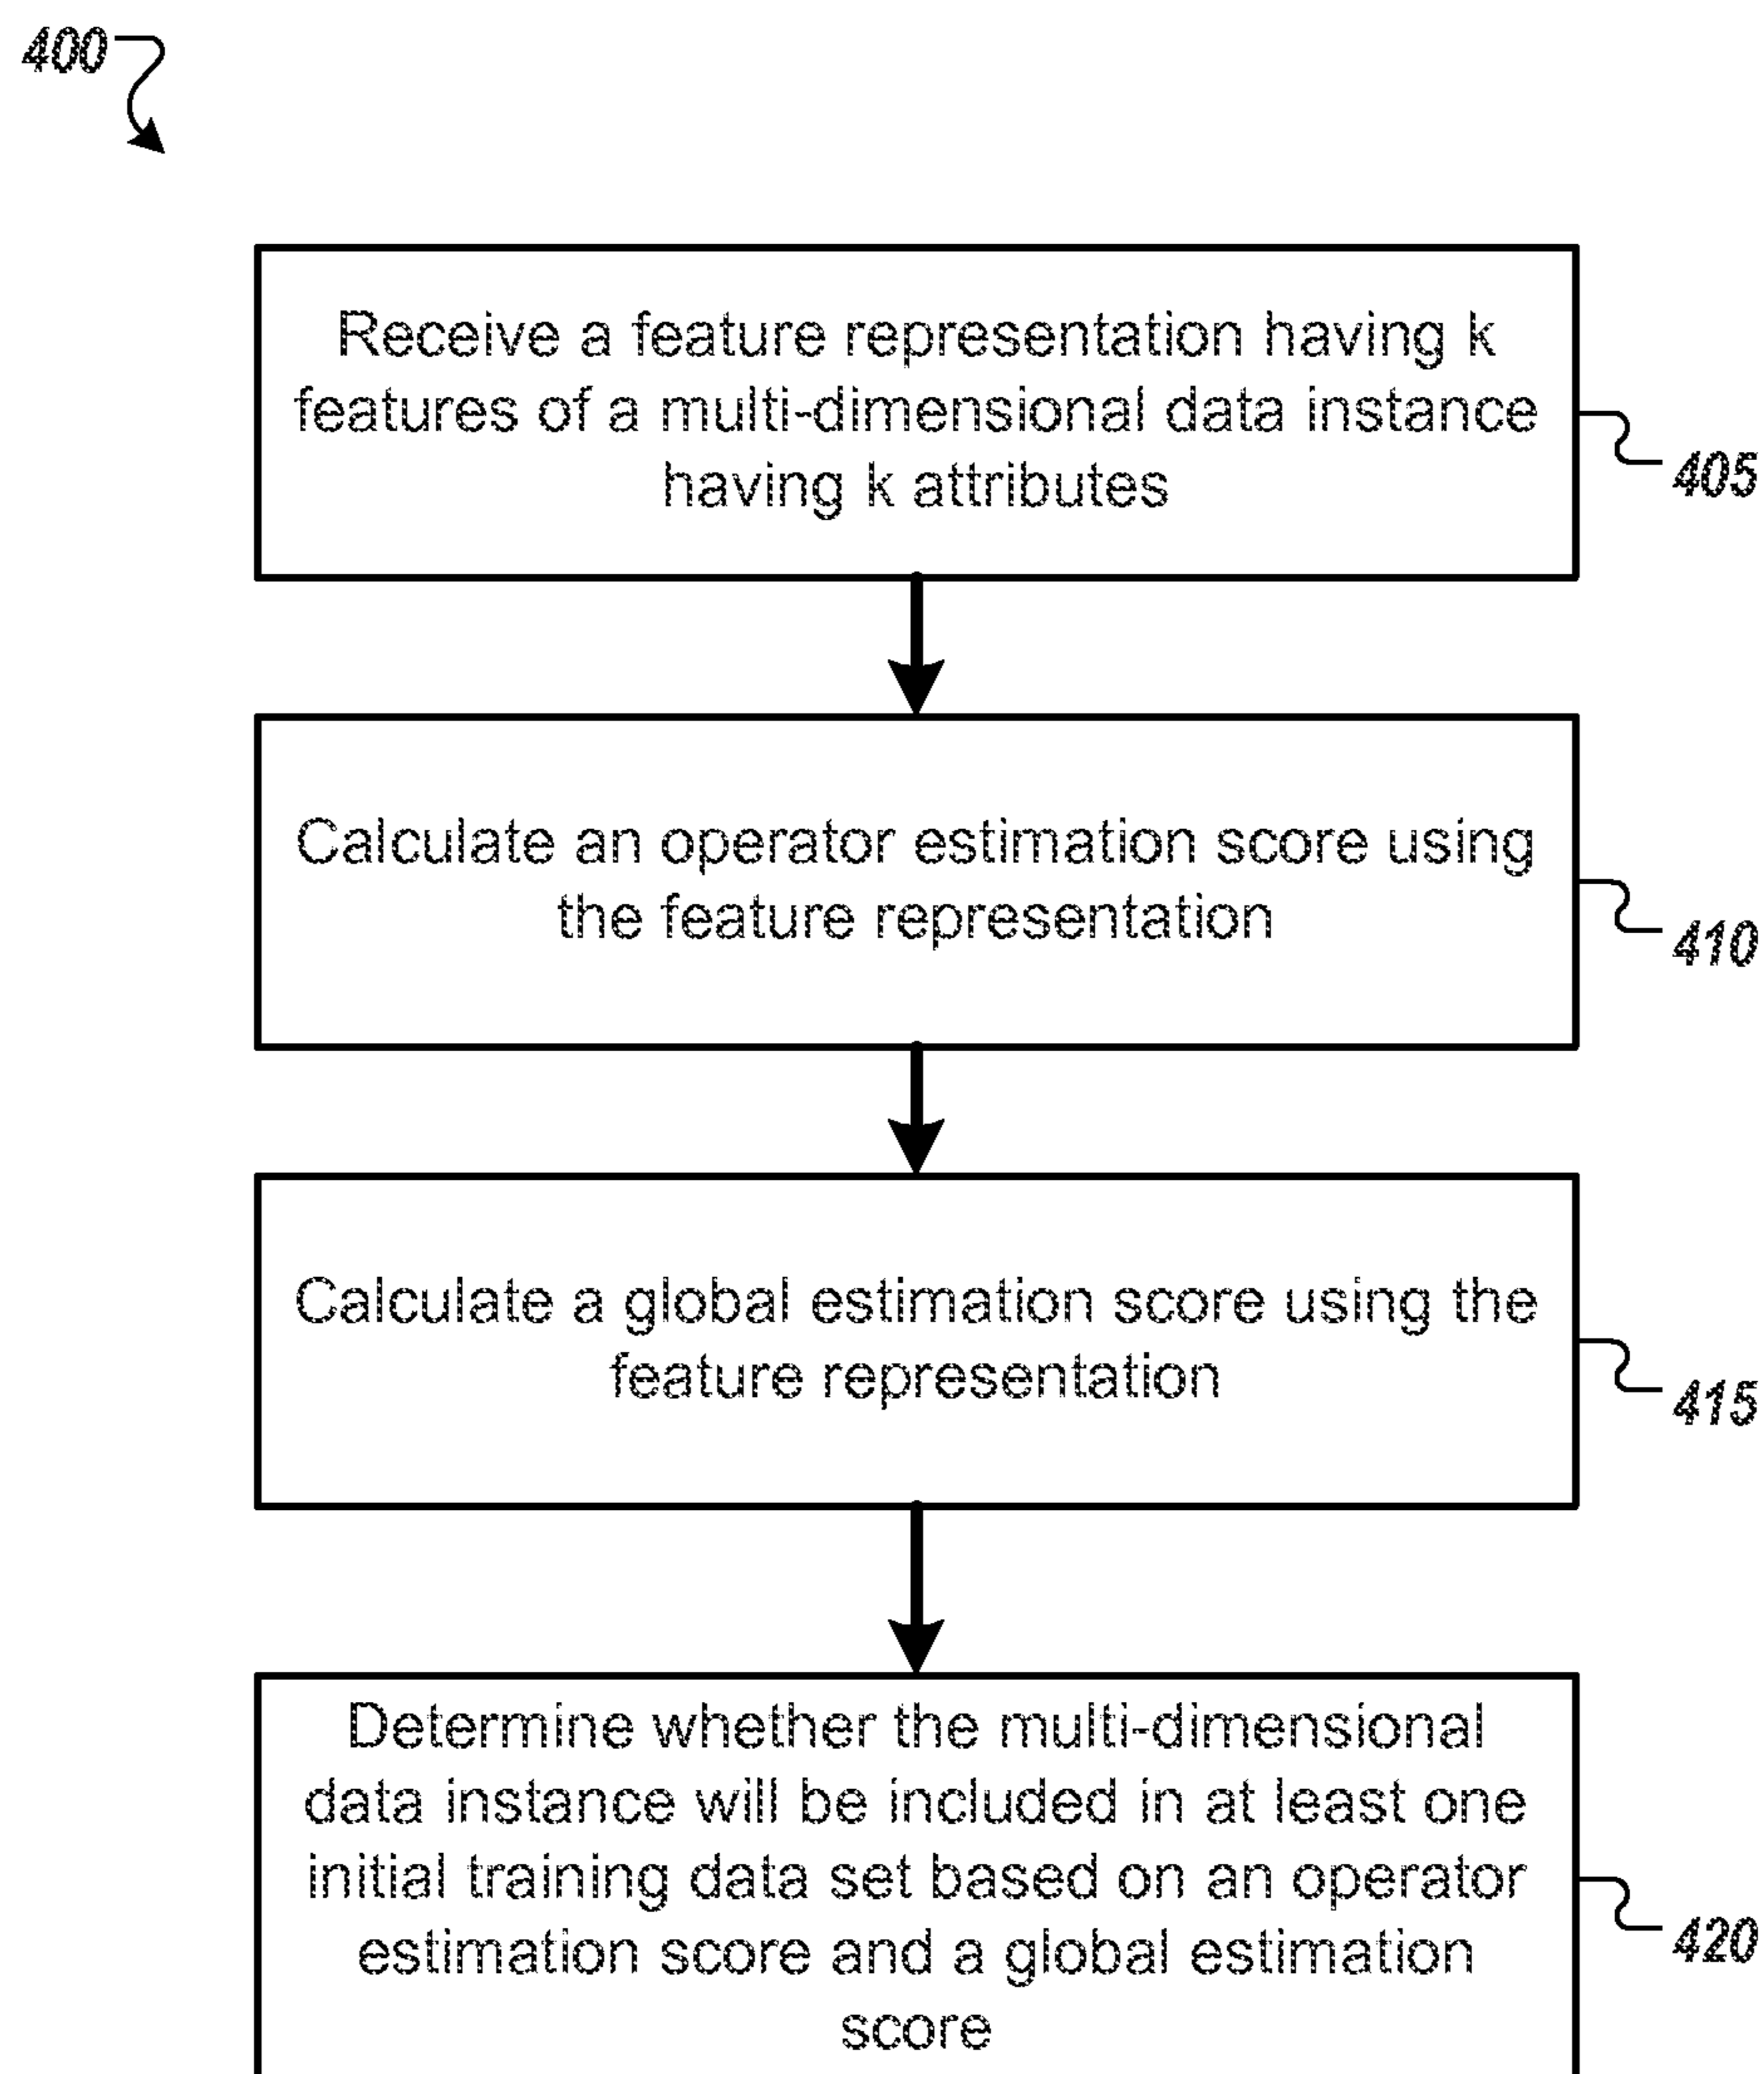 400
Receive a feature representation having k
features of a multi-dimensional data instance
having k attributes
405
Calculate an operator estimation score using
the feature representation
410
Calculate a global estimation score using the
feature representation
415
Determine whether the multi-dimensional
data instance will be included in at least one
initial training data set based on an operator
estimation score and a global estimation
score
420